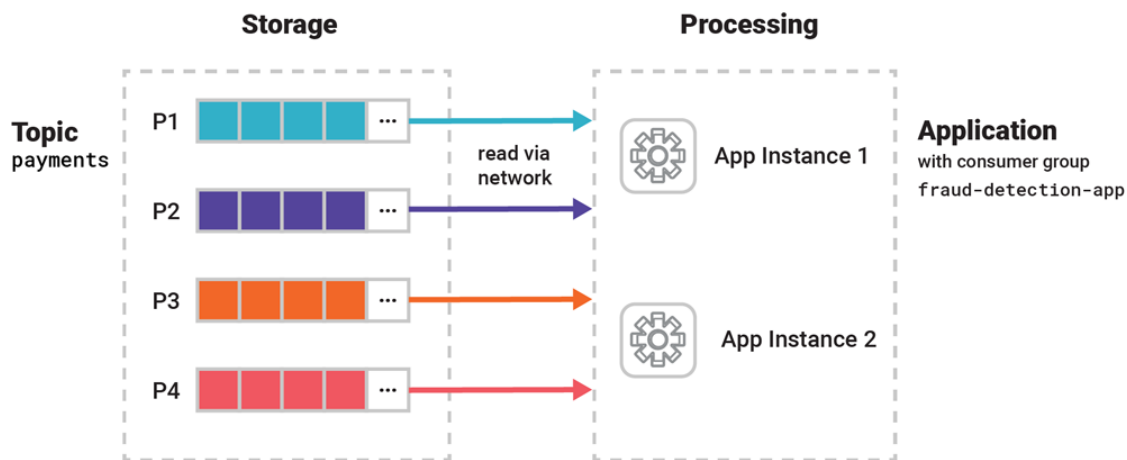 Storage
Processing
Topic
payments
P1
...
P2
...
P3
...
P4
...
read via
network
App Instance 1
App Instance 2
Application
with consumer group
fraud-detection-app